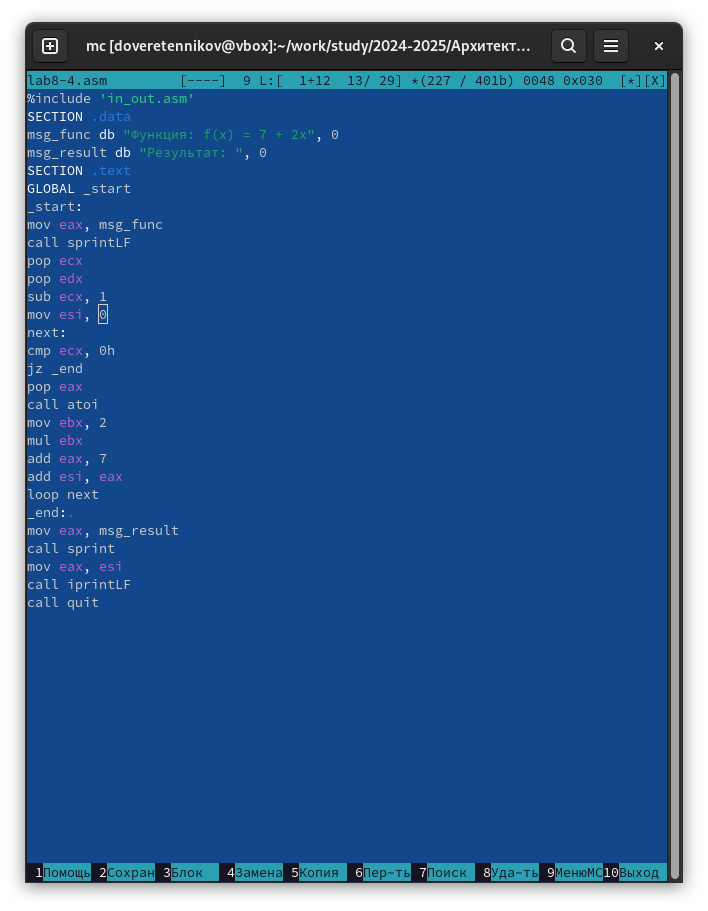 mc [doveretennikov@vbox]:~/work/study/2024-2025/Архитект...
lab8-4.asm [----] 9 L:[ 1+12 13/ 29] *(227 / 401b) 0048 0x030 [*][X]
%include 'in_out.asm'
SECTION .data
msg_func db "Функция: f(x) = 7 + 2x", 0
msg_result db "Результат: ", 0
SECTION .text
GLOBAL _start
_start:
mov eax, msg_func
call sprintLF
pop ecx
pop edx
sub ecx, 1
mov esi, 0
next:
cmp ecx, 0h
jz _end
pop eax
call atoi
mov ebx, 2
mul ebx
add eax, 7
add esi, eax
loop next
_end:.
mov eax, msg_result
call sprint
mov eax, esi
call iprintLF
call quit
1Помощь 2Сохран 3Блок 4Замена 5Копия 6Пер~ть 7Поиск 8Уда~ть 9МенюMC 10Выход